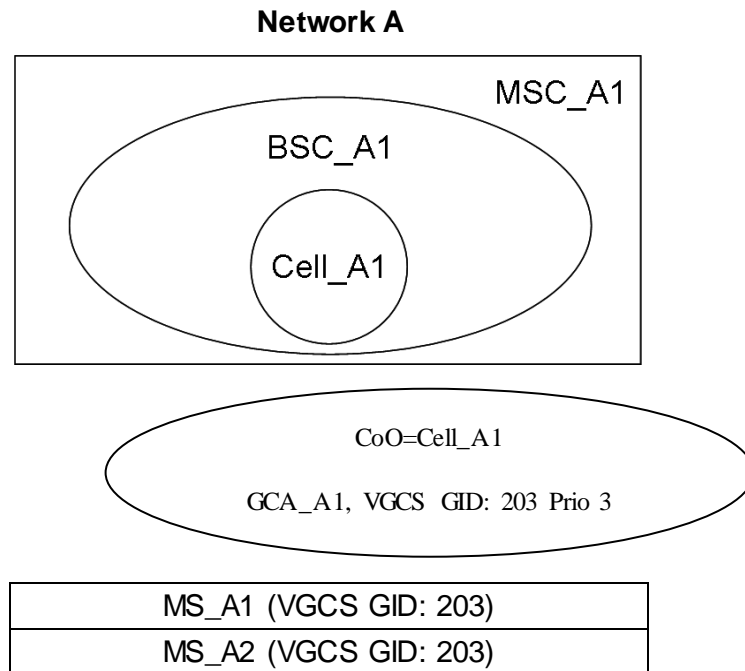 Network A
MSC_A1
BSC_A1
Cell_A1
CoO=Cell_A1
GCA_A1, VGCS GID: 203 Prio 3
MS_A1 (VGCS GID: 203)
MS_A2 (VGCS GID: 203)